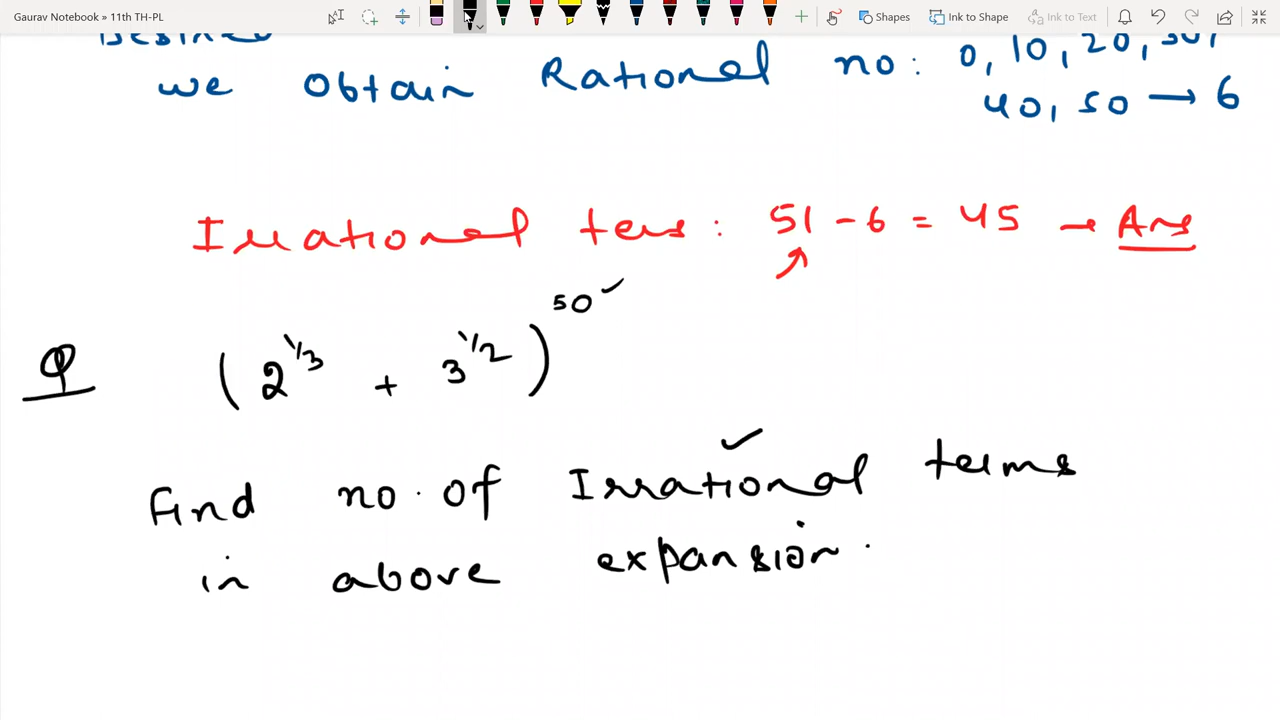 Gaurav Notebook » 11th TH-PL
Shapes
Ink to Shape
Ink to Text
we obtain Rational no: 0, 10, 20, 30,
40, 50 → 6
Irrational ters: 51 - 6 = 45 → Ans
Q (2^1/3 + 3^1/2)^50
Find no. of Irrational terms
in above expansion.